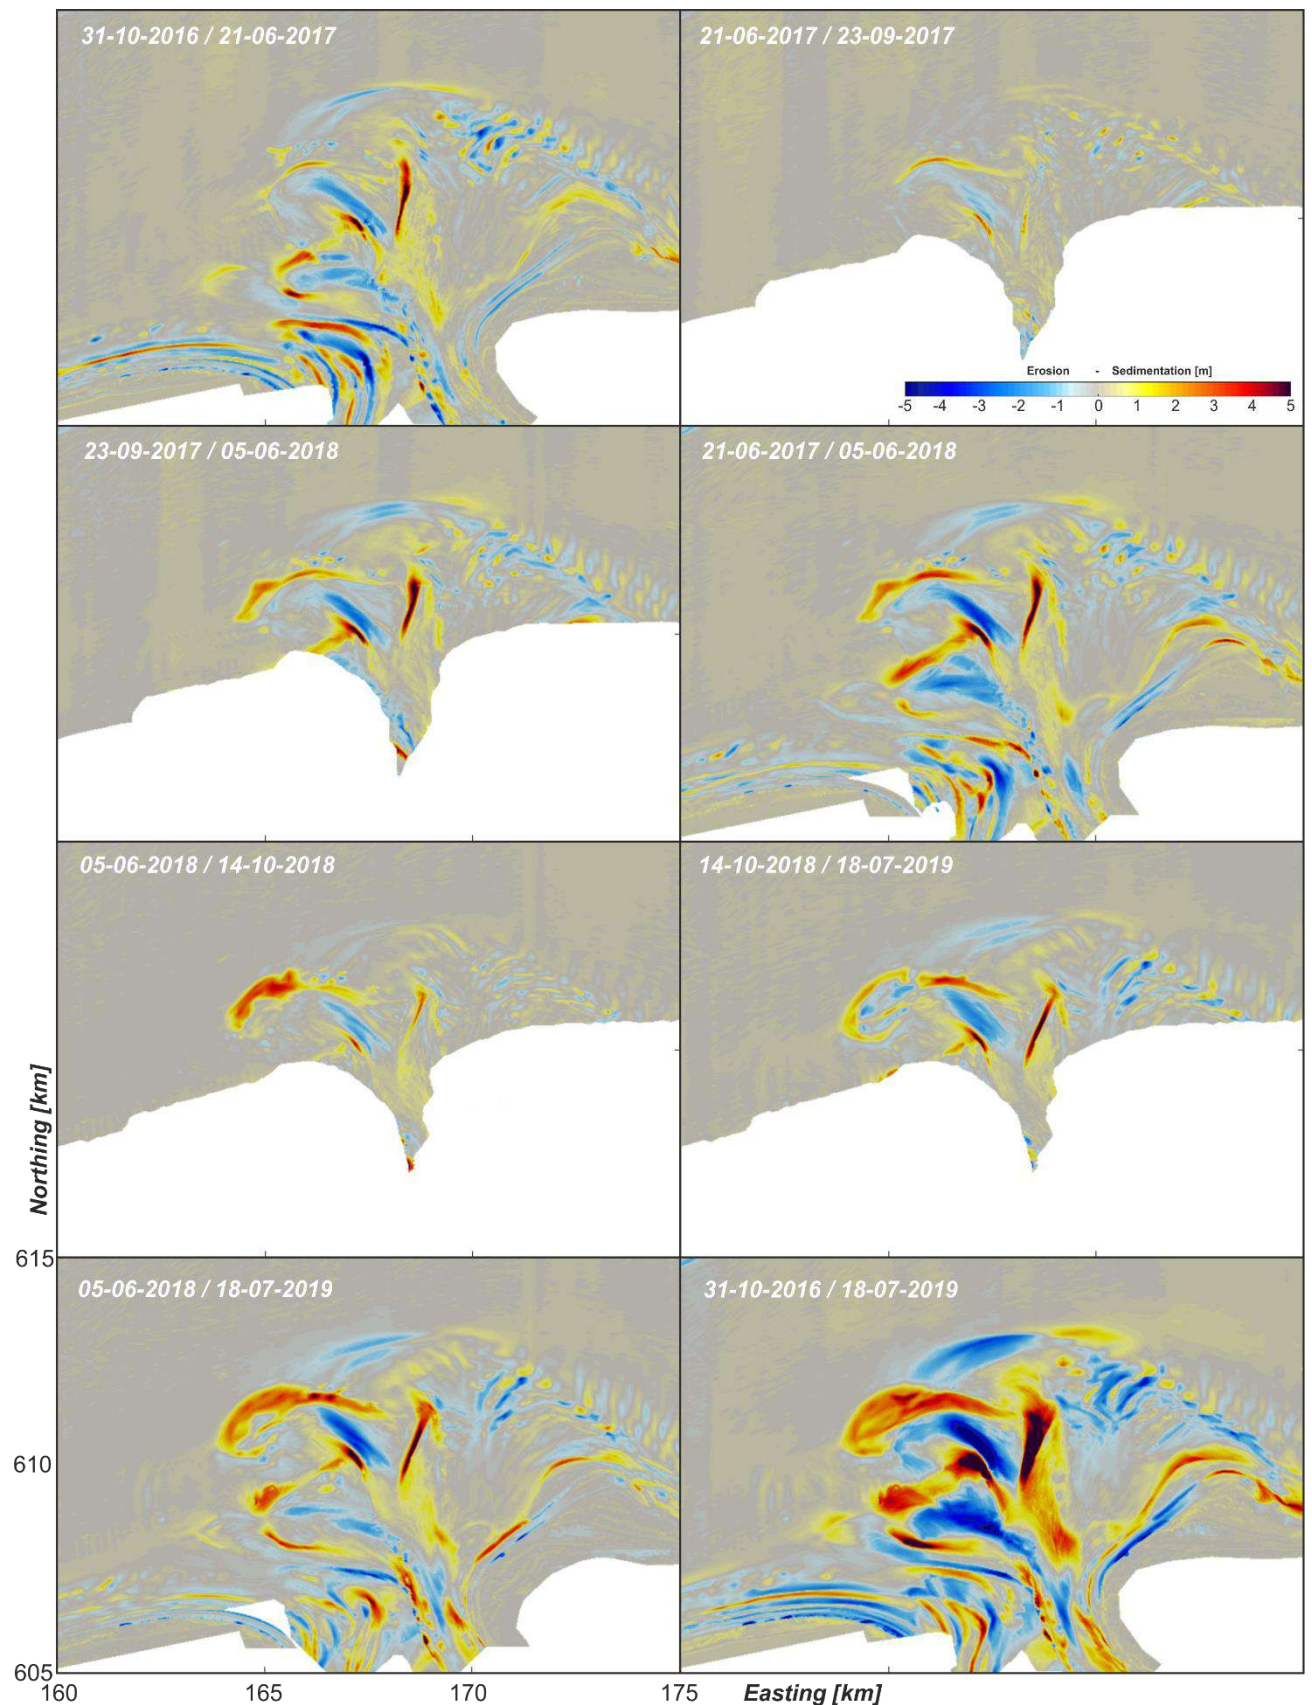 31-10-2016 / 21-06-2017
21-06-2017 / 23-09-2017
Erosion - Sedimentation [m]
-5 -4 -3 -2 -1 0 1 2 3 4 5
23-09-2017 / 05-06-2018
21-06-2017 / 05-06-2018
05-06-2018 / 14-10-2018
14-10-2018 / 18-07-2019
Northing [km]
615
05-06-2018 / 18-07-2019
31-10-2016 / 18-07-2019
610
605
160 165 170 175 Easting [km]